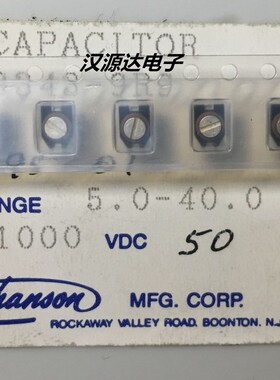 CAPACITOR
汉源达电子
NGE 5.0-40.0
1000 VDC 50
hanson MFG. CORP.
ROCKAWAY VALLEY ROAD, BOONTON, N.J.